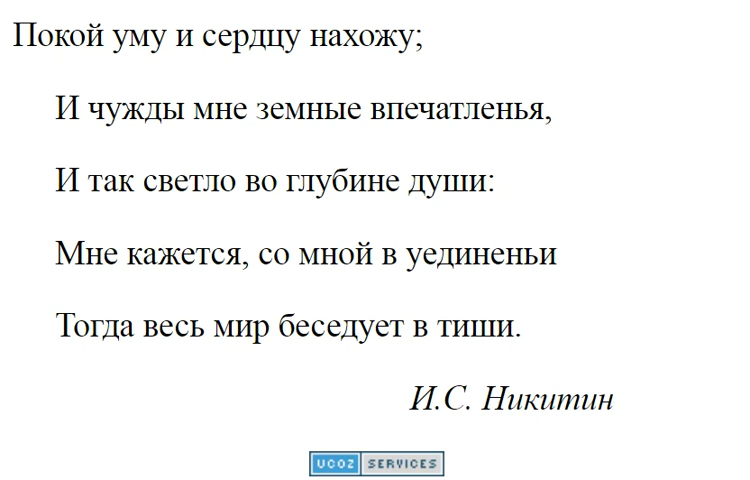 Покой уму и сердцу нахожу;
И чужды мне земные впечатленья,
И так светло во глубине души:
Мне кажется, со мной в уединеньи
Тогда весь мир беседует в тиши.
И.С. Никитин
UCOZ SERVICES